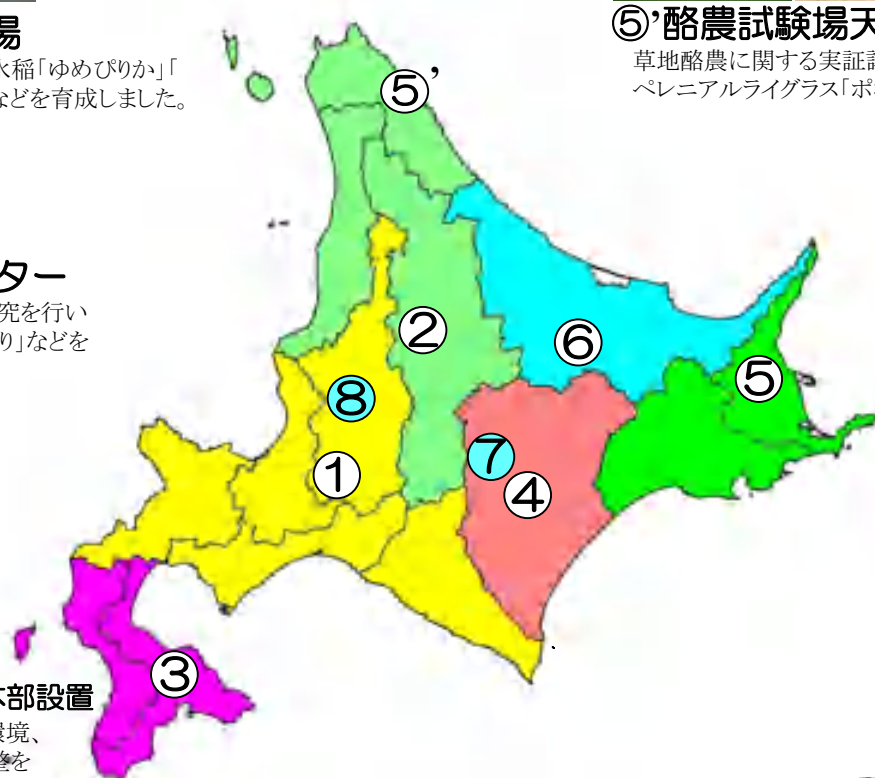 場
水稲「ゆめぴりか」「
などを育成しました。
⑤’酪農試験場天
草地酪農に関する実証
ペレニアルライグラス「ポ
⑤’
ター
究を行い
り」などを
②
⑥
⑤
⑧
①
⑦
④
③
本部設置
環境、
整を